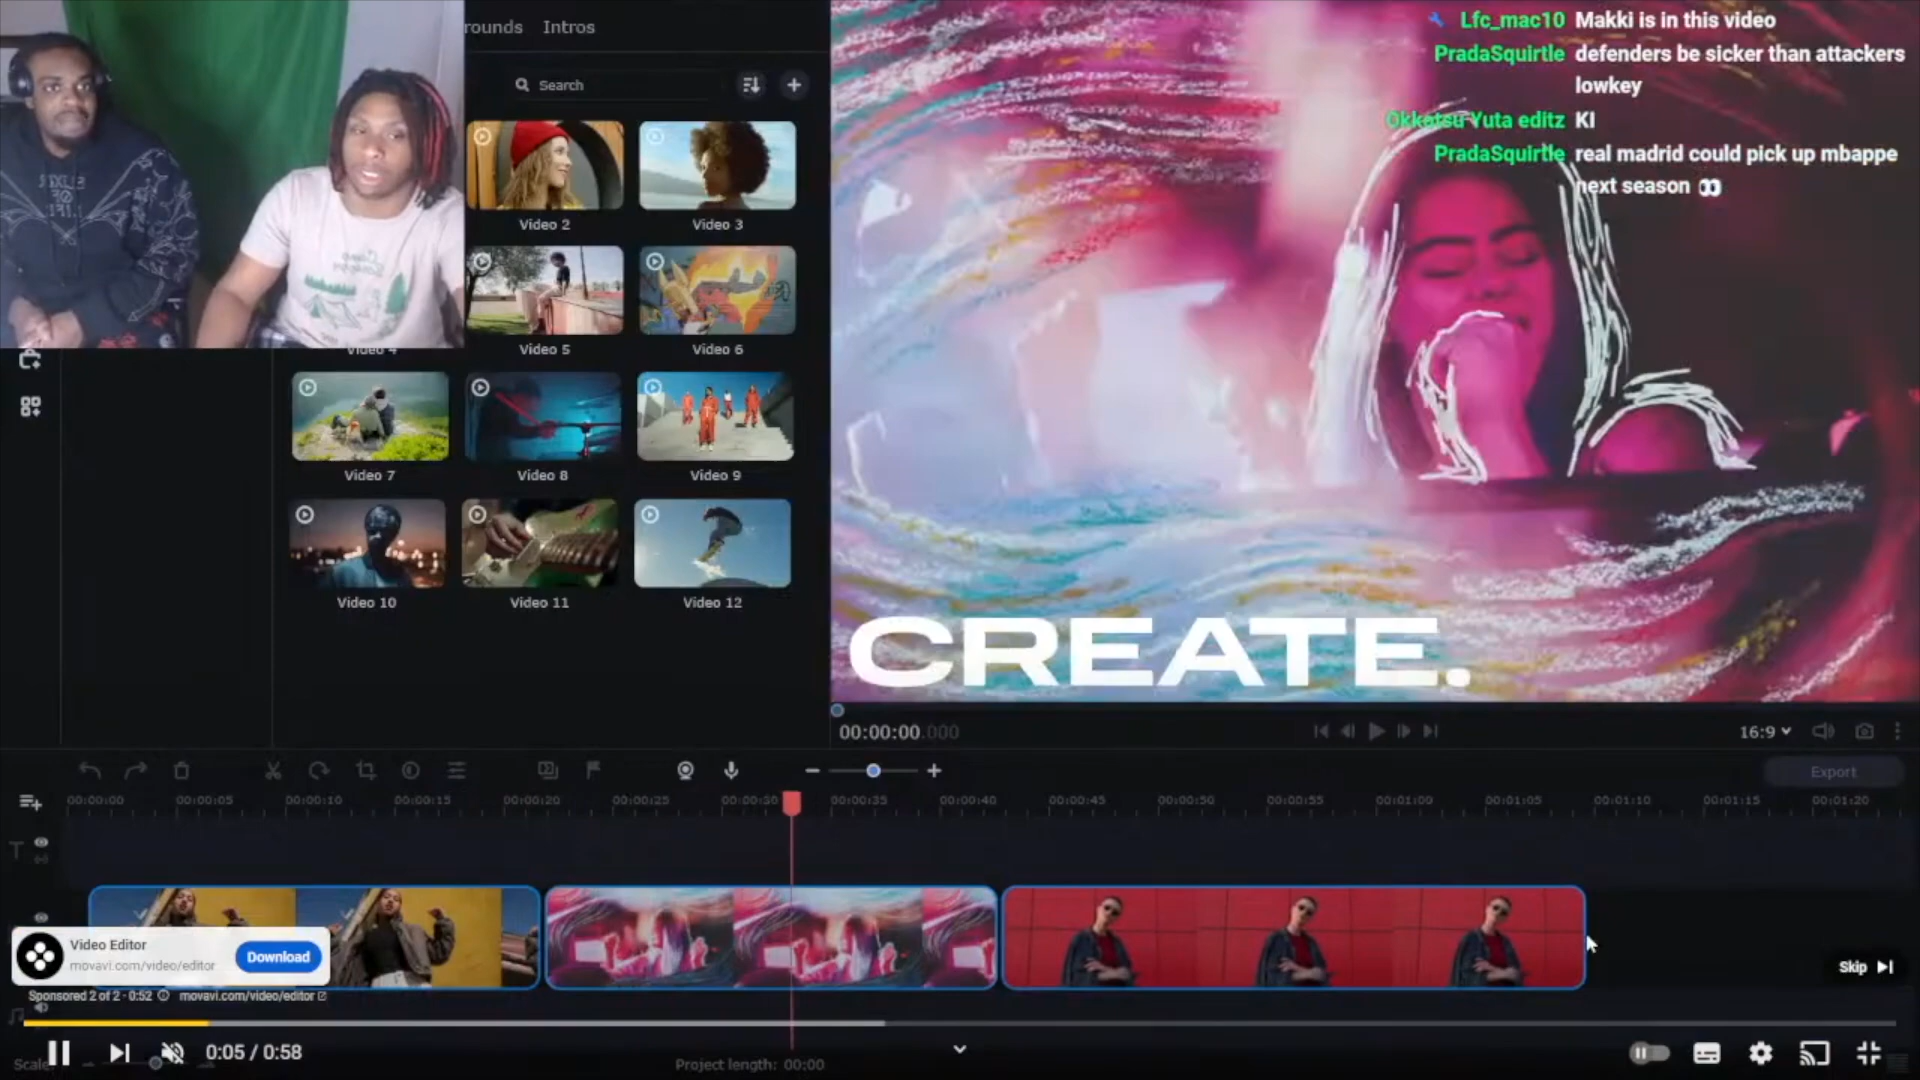 rounds Intros
Lfc_mac10 Makki is in this video
PradaSquirtle defenders be sicker than attackers
lowkey
Okkotsu Yuta editz KI
PradaSquirtle real madrid could pick up mbappe
next season 👀
Search
Video 2 Video 3
Video 4 Video 5 Video 6
Video 7 Video 8 Video 9
Video 10 Video 11 Video 12
CREATE.
00:00:00.000
16:9
Export
00:00:00 00:00:05 00:00:10 00:00:15 00:00:20 00:00:25 00:00:30 00:00:35 00:00:40 00:00:45 00:00:50 00:00:55 00:01:00 00:01:05 00:01:10 00:01:15 00:01:20
Video Editor
movavi.com/video/editor
Download
Skip
Sponsored 2 of 2 · 0:52 movavi.com/video/editor
0:05 / 0:58
Scale:
Project length: 00:00